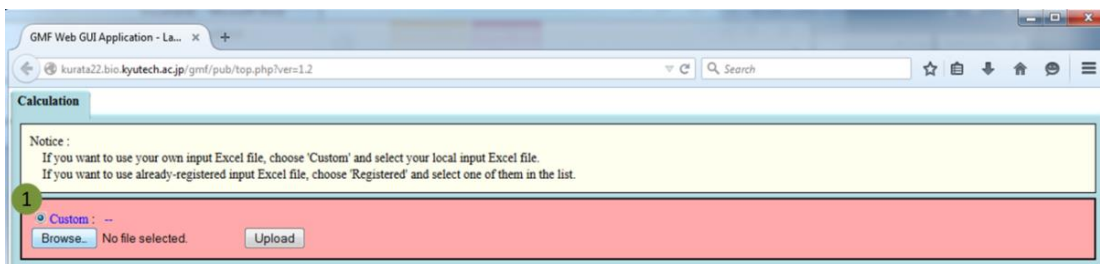 GMF Web GUI Application - La... × +
kurata22.bio.kyutech.ac.jp/gmf/pub/top.php?ver=1.2 Search
Calculation
Notice :
If you want to use your own input Excel file, choose 'Custom' and select your local input Excel file.
If you want to use already-registered input Excel file, choose 'Registered' and select one of them in the list.
1
Custom : --
Browse.. No file selected. Upload